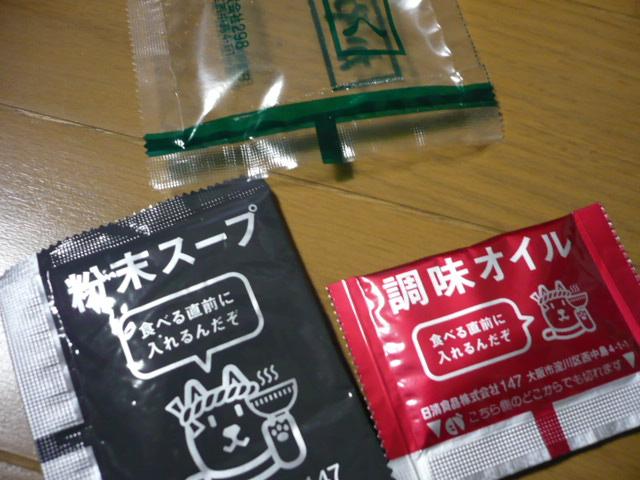 粉末スープ
食べる直前に
入れるんだぞ
147
調味オイル
食べる直前に
入れるんだぞ
日清食品株式会社147 大阪市淀川区西中島4-1-1
こちら側のどこからでも切れます